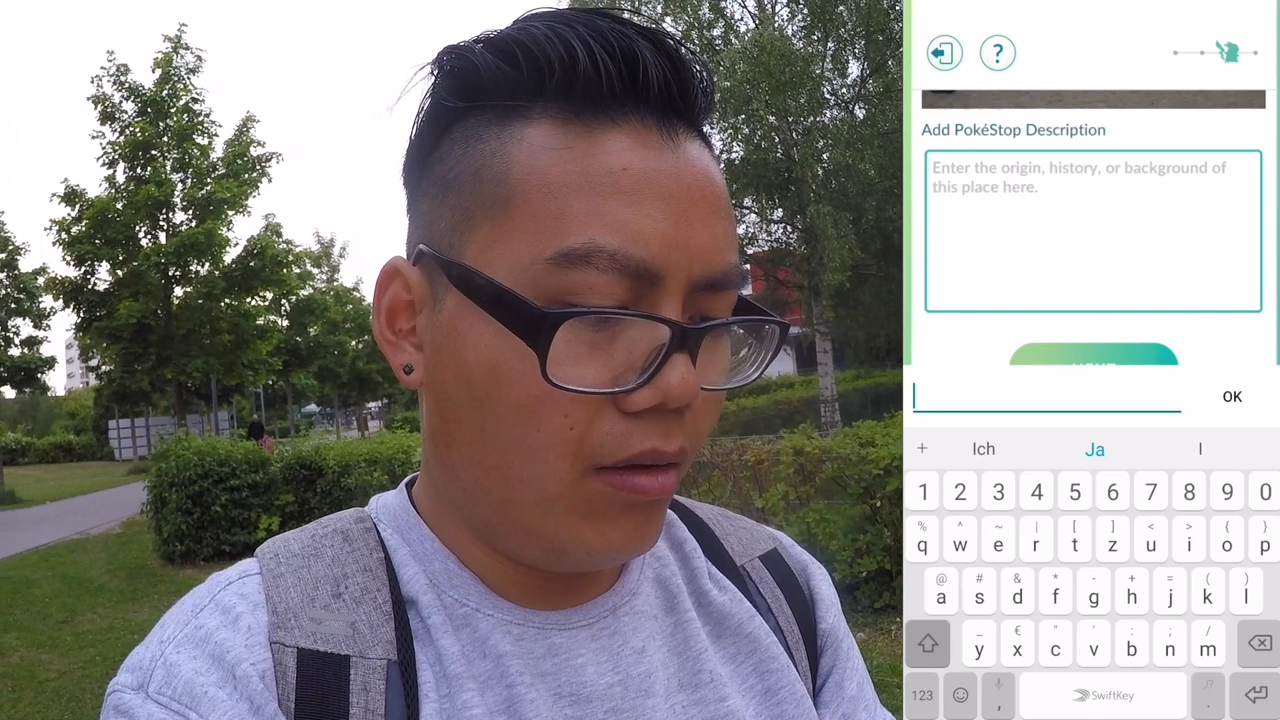 ?
Add PokéStop Description
Enter the origin, history, or background of
this place here.
OK
+ Ich Ja I
1 2 3 4 5 6 7 8 9 0
% ^ ~ | [ ] < > { }
q w e r t z u i o p
@ # & * - + = ( )
a s d f g h j k l
_ € " ' : ; /
y x c v b n m
123 , SwiftKey .